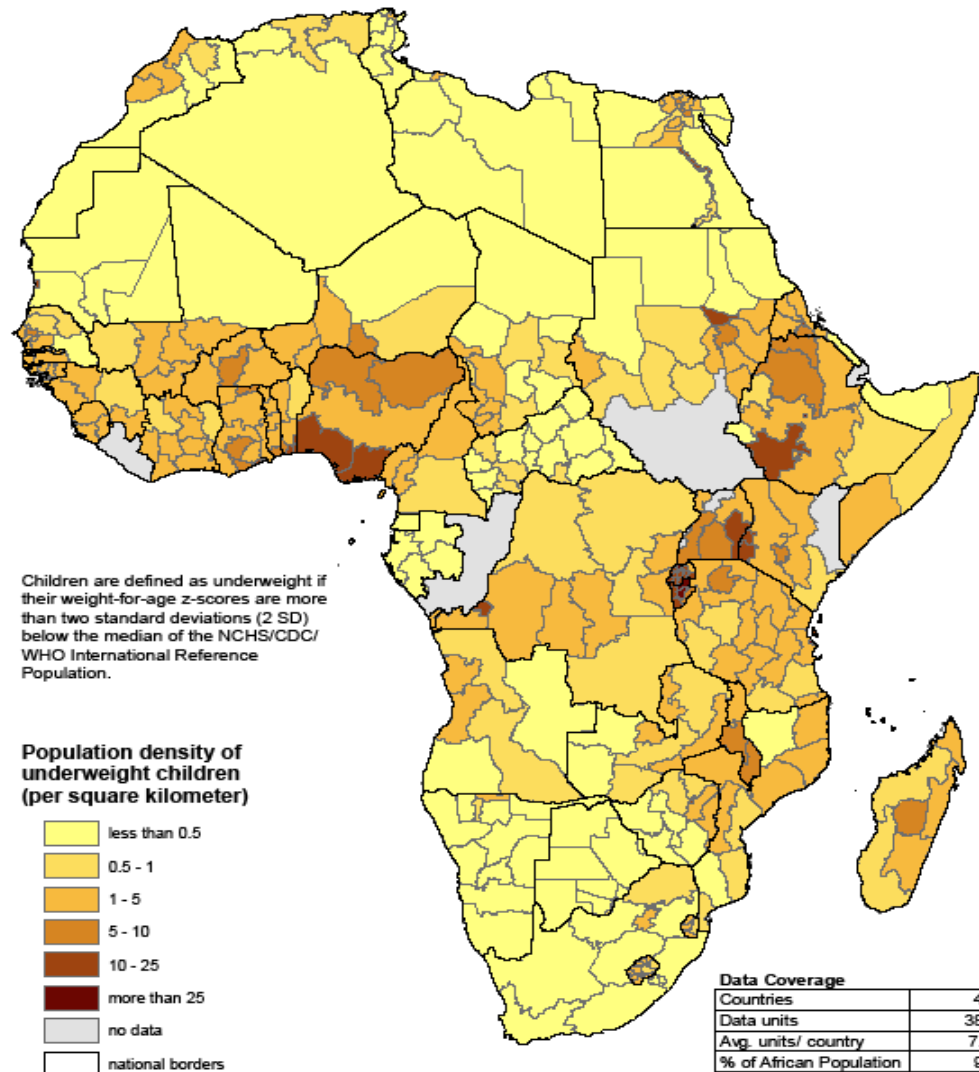 Children are defined as underweight if
their weight-for-age z-scores are more
than two standard deviations (2 SD)
below the median of the NCHS/CDC/
WHO International Reference
Population.
Population density of
underweight children
(per square kilometer)
less than 0.5
0.5 - 1
1 - 5
5 - 10
10 - 25
more than 25
no data
national borders
Data Coverage
Countries
Data units
Avg. units/ country
% of African Population